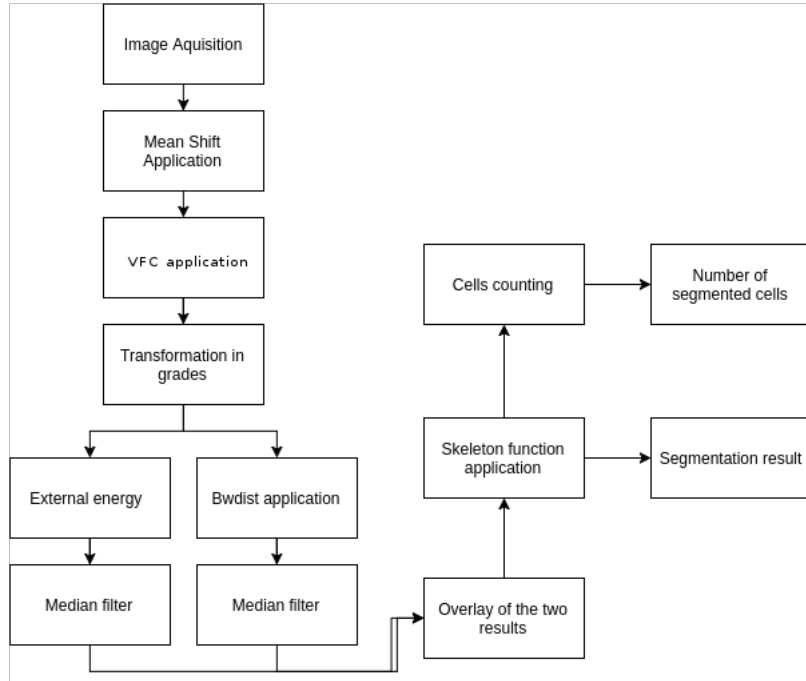 Image Aquisition
Mean Shift
Application
VFC application
Transformation in
grades
External energy
Bwdist application
Median filter
Median filter
Overlay of the two
results
Skeleton function
application
Segmentation result
Cells counting
Number of
segmented cells